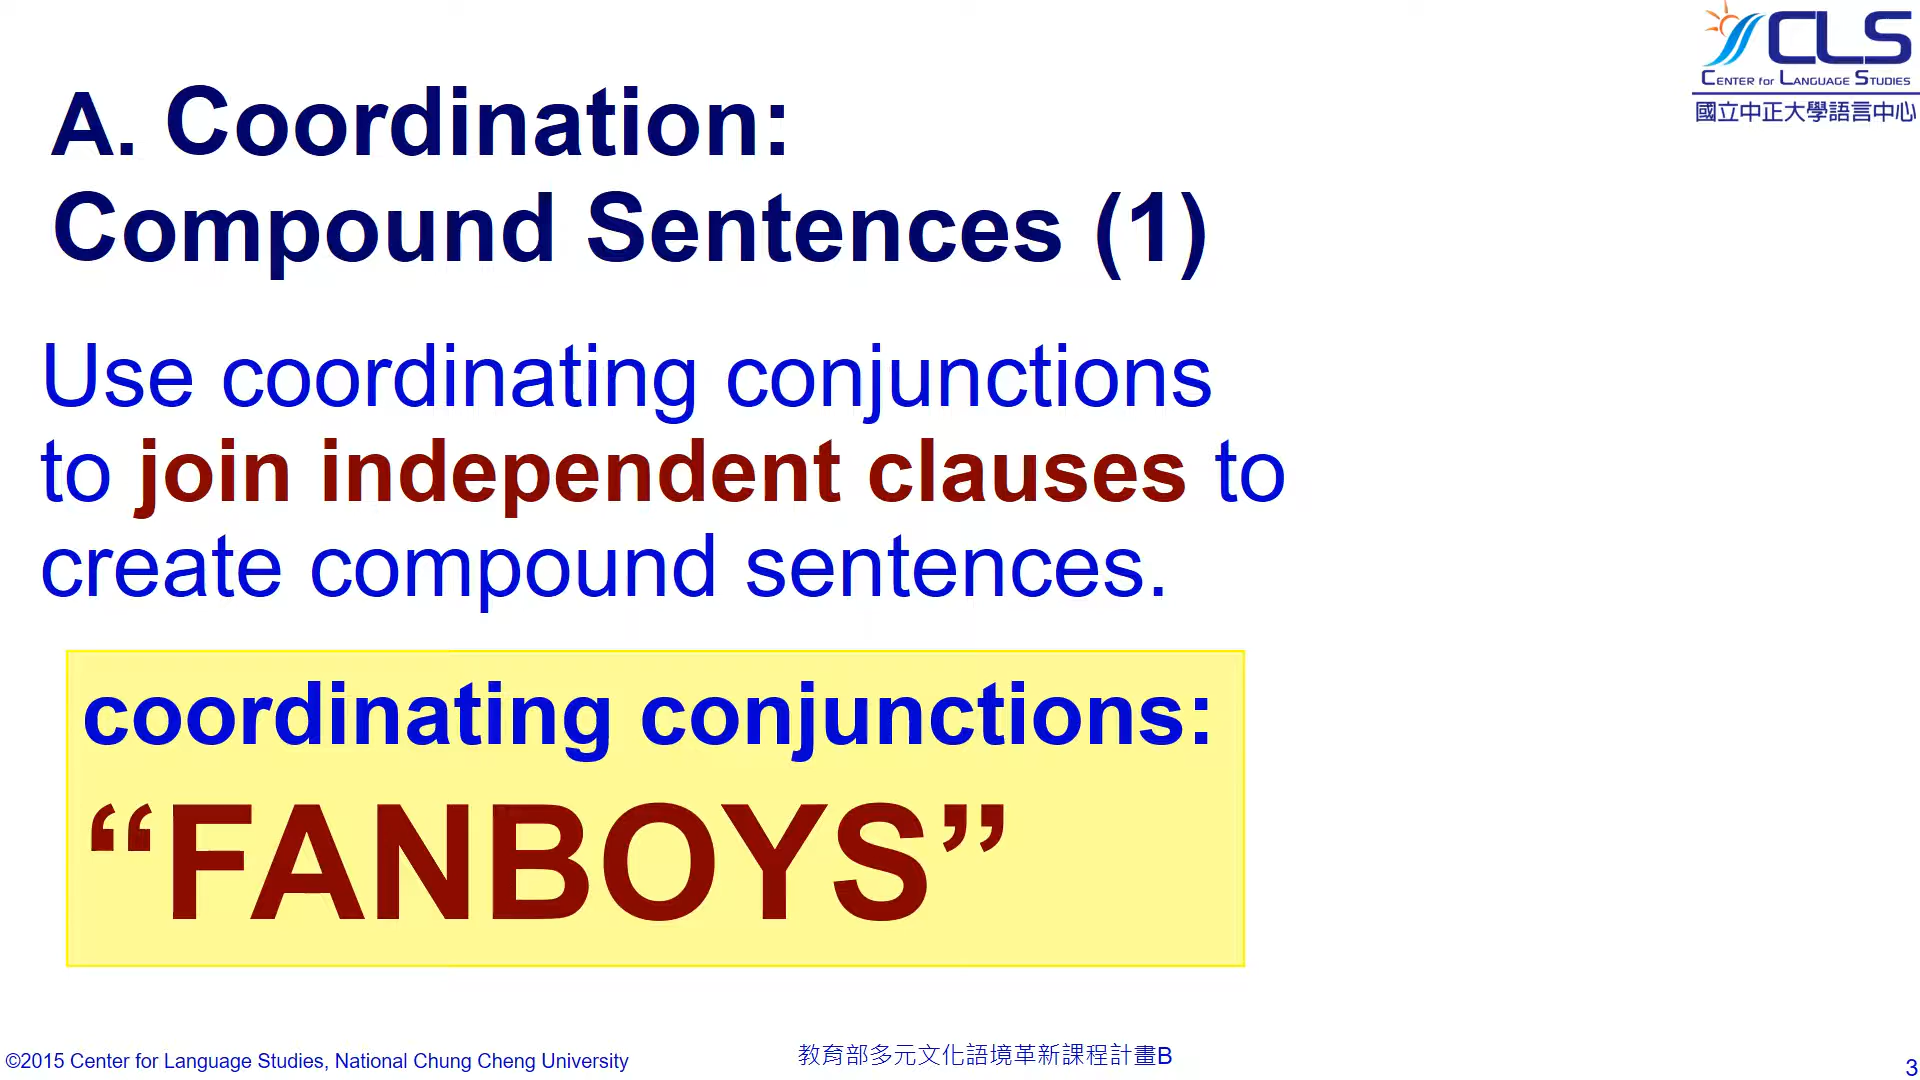 CLS
CENTER for LANGUAGE STUDIES
國立中正大學語言中心
A. Coordination:
Compound Sentences (1)
Use coordinating conjunctions
to join independent clauses to
create compound sentences.
coordinating conjunctions:
“FANBOYS”
©2015 Center for Language Studies, National Chung Cheng University
教育部多元文化語境革新課程計畫B
3